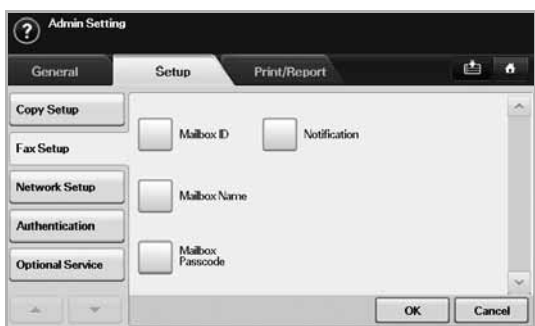 ?
Admin Setting
General Setup Print/Report
Copy Setup
Fax Setup
Network Setup
Authentication
Optional Service
Mailbox ID Notification
Mailbox Name
Mailbox
Passcode
OK Cancel